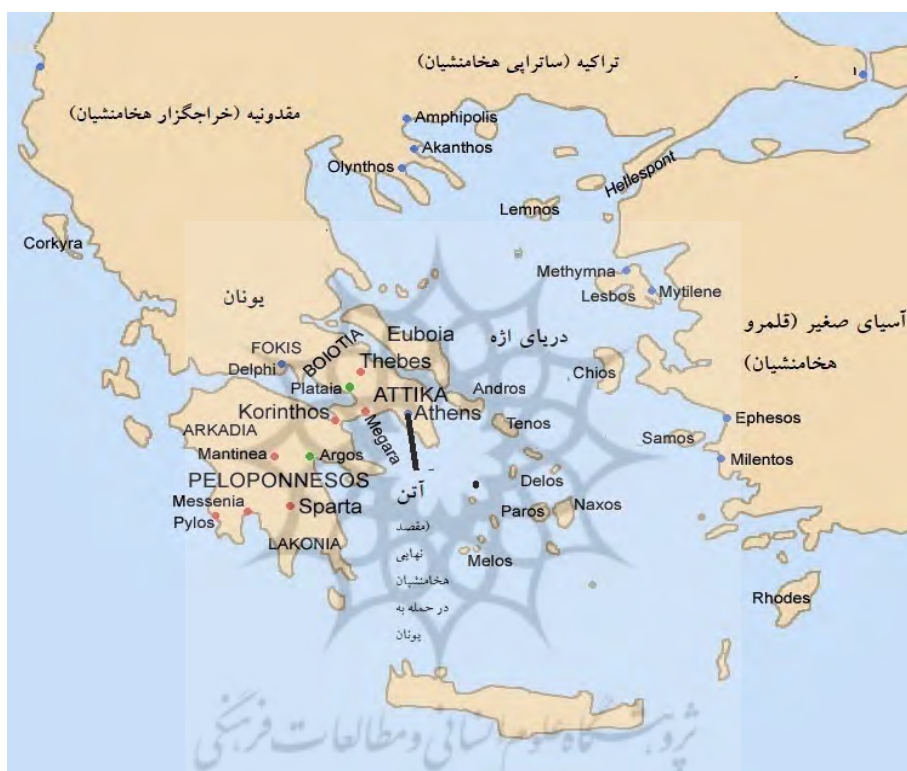 تراکیه (ساتراپی هخامنشیان)
مقدونیه (خراجگزار هخامنشیان)
Amphipolis
Akanthos
Olynthos
Hellespont
Lemnos
Corkyra
Methymna
Lesbos
Mytilene
یونان
دریای اژه
آسیای صغیر (قلمرو
هخامنشیان)
Euboia
FOKIS
BOIOTIA
Delphi
Thebes
Chios
Plataia
ATTIKA
Andros
Korinthos
Athens
Ephesos
ARKADIA
Megara
Tenos
Samos
Mantinea
Argos
Milentos
PELOPONNESOS
Delos
آتن
Messenia
Sparta
Paros
Naxos
Pylos
(مقصد
نهایی
هخامنشیان
در حمله به
یونان
LAKONIA
Melos
Rhodes
پژوهشگاه علوم انسانی و مطالعات فرهنگی